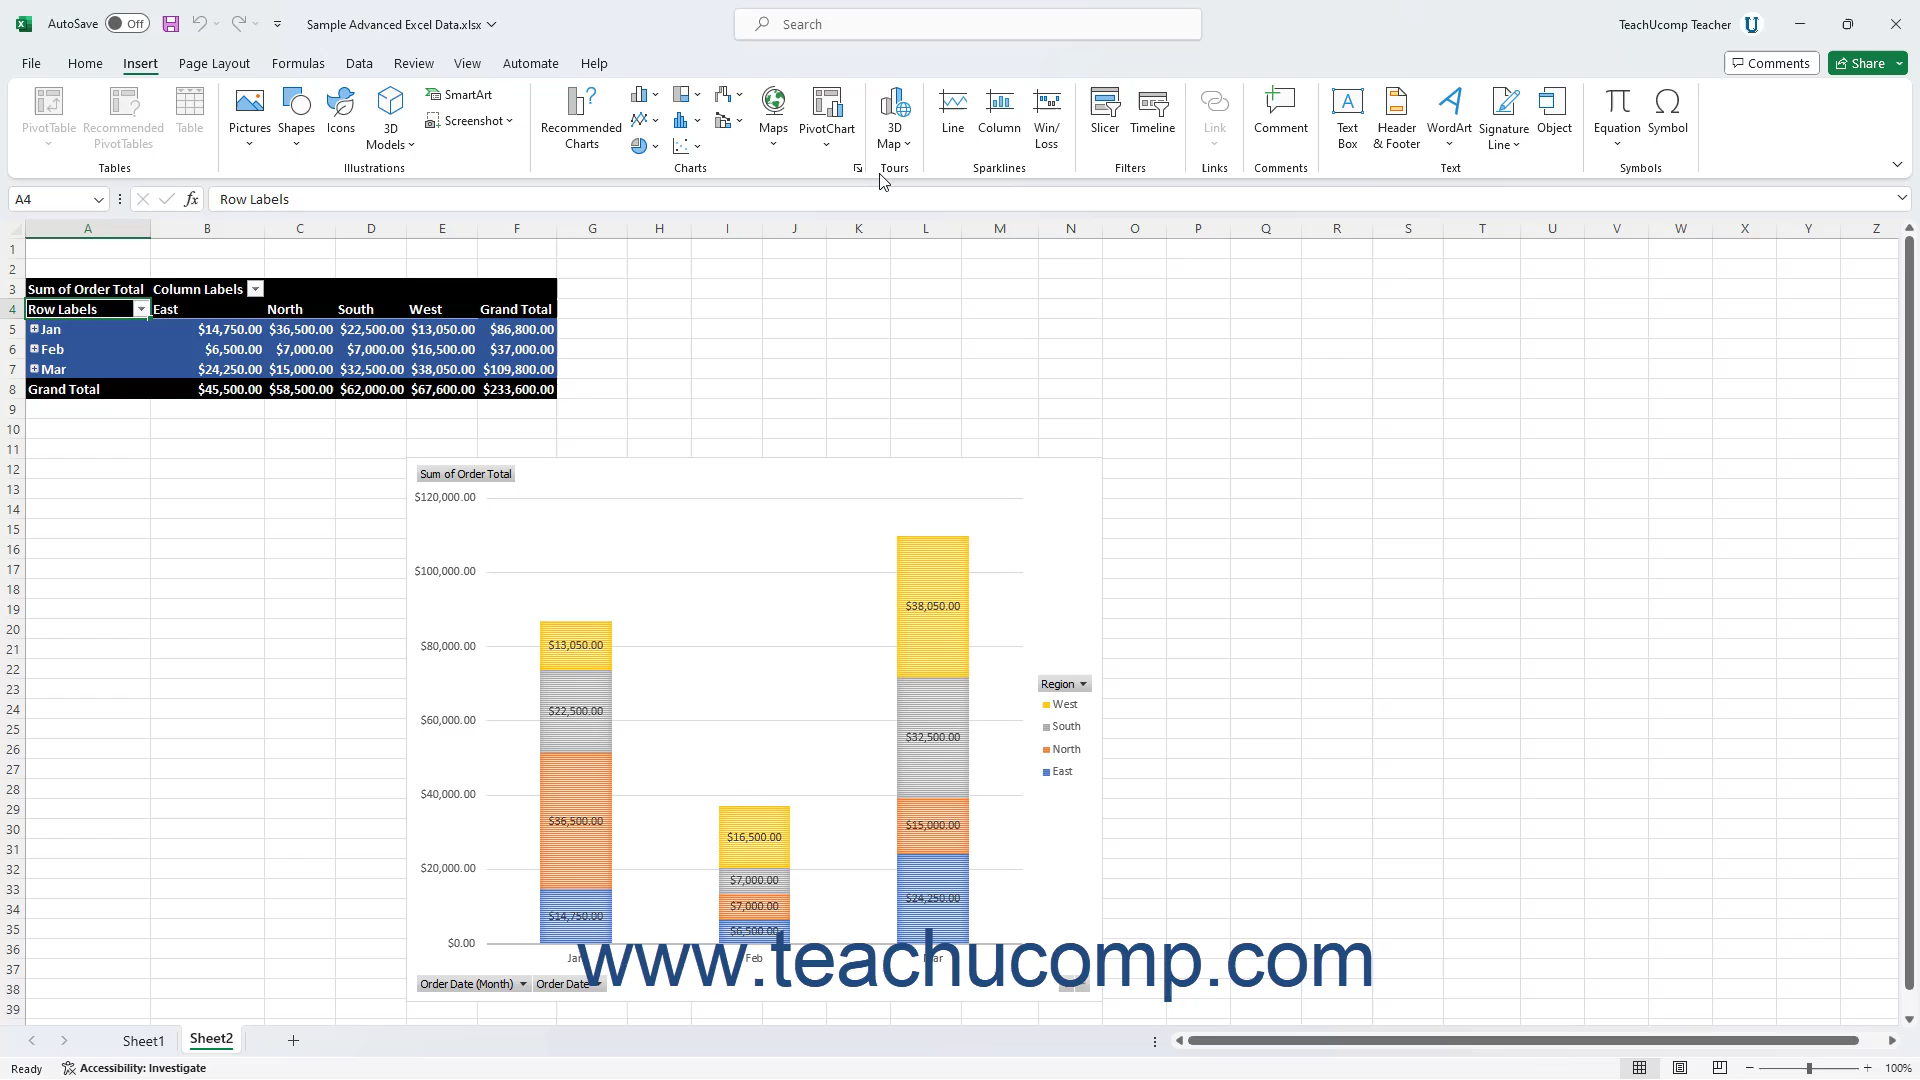 AutoSave Off Sample Advanced Excel Data.xlsx Search TeachUcomp Teacher
File Home Insert Page Layout Formulas Data Review View Automate Help Comments Share
PivotTable Recommended PivotTables Table Pictures Shapes Icons 3D Models SmartArt Screenshot Recommended Charts Maps PivotChart 3D Map Line Column Win/Loss Slicer Timeline Link Comment Text Box Header & Footer WordArt Signature Line Object Equation Symbol
Tables Illustrations Charts Tours Sparklines Filters Links Comments Text Symbols
A4 fx Row Labels
A B C D E F G H I J K L M N O P Q R S T U V W X Y Z
1
2
3 Sum of Order Total Column Labels
4 Row Labels East North South West Grand Total
5 Jan $14,750.00 $36,500.00 $22,500.00 $13,050.00 $86,800.00
6 Feb $6,500.00 $7,000.00 $7,000.00 $16,500.00 $37,000.00
7 Mar $24,250.00 $15,000.00 $32,500.00 $38,050.00 $109,800.00
8 Grand Total $45,500.00 $58,500.00 $62,000.00 $67,600.00 $233,600.00
9
10
11
12 Sum of Order Total
13 $120,000.00
14
15
16
17 $100,000.00
18
19 $38,050.00
20
21 $80,000.00 $13,050.00
22
23 Region
24 $22,500.00 West
25 $60,000.00 South
26 $32,500.00 North
27 East
28
29 $40,000.00
30 $36,500.00 $15,000.00
31 $16,500.00
32 $20,000.00
33 $7,000.00
34 $7,000.00 $24,250.00
35 $14,750.00 $6,500.00
36 $0.00
37 Jan Feb Mar
www.teachucomp.com
38 Order Date (Month) Order Date
39
Sheet1 Sheet2
Ready Accessibility: Investigate 100%